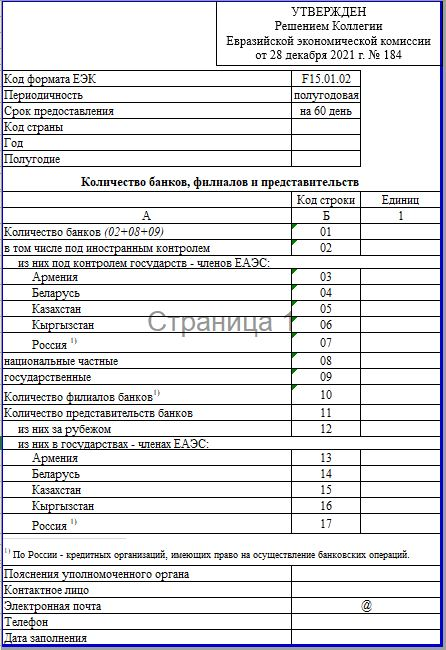 УТВЕРЖДЕН
Решением Коллегии
Евразийской экономической комиссии
от 28 декабря 2021 г. № 184
Код формата ЕЭК F15.01.02
Периодичность полугодовая
Срок предоставления на 60 день
Код страны
Год
Полугодие
Количество банков, филиалов и представительств
Код строки Единиц
А Б 1
Количество банков (02+08+09) 01
в том числе под иностранным контролем 02
из них под контролем государств - членов ЕАЭС:
Армения 03
Беларусь 04
Казахстан 05
Кыргызстан 06
Страница 1
Россия 1) 07
национальные частные 08
государственные 09
Количество филиалов банков1) 10
Количество представительств банков 11
из них за рубежом 12
из них в государствах - членах ЕАЭС:
Армения 13
Беларусь 14
Казахстан 15
Кыргызстан 16
Россия 1) 17
1) По России - кредитных организаций, имеющих право на осуществление банковских операций.
Пояснения уполномоченого органа
Контактное лицо
Электронная почта @
Телефон
Дата заполнения